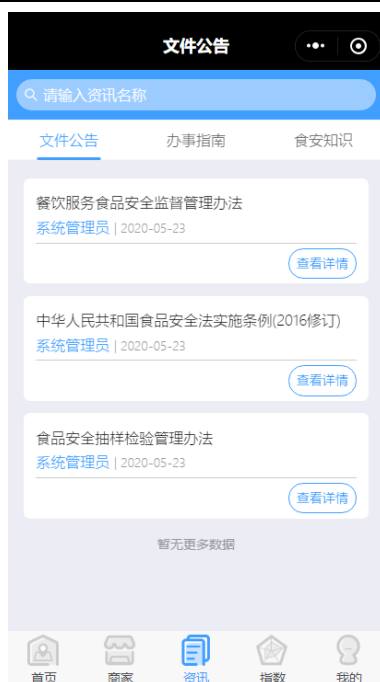 文件公告
请输入资讯名称
文件公告 办事指南 食安知识
餐饮服务食品安全监督管理办法
系统管理员 | 2020-05-23
查看详情
中华人民共和国食品安全法实施条例(2016修订)
系统管理员 | 2020-05-23
查看详情
食品安全抽样检验管理办法
系统管理员 | 2020-05-23
查看详情
暂无更多数据
首页 商家 资讯 指数 我的